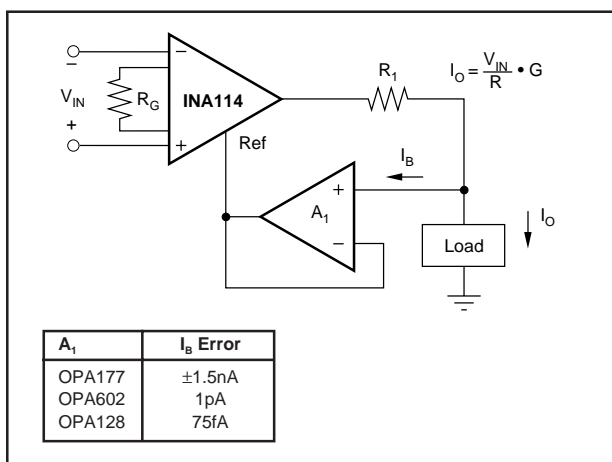 −
−
V_IN
R_G
INA114
+
+
Ref
R_1
I_O = V_IN/R • G
I_B
+
A_1
−
I_O
Load
A_1 I_B Error
OPA177 ±1.5nA
OPA602 1pA
OPA128 75fA